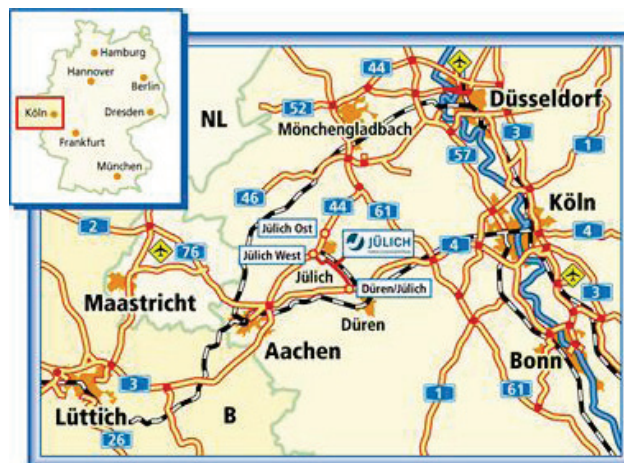 Hamburg
Hannover
Berlin
Köln
Dresden
Frankfurt
München
44
Düsseldorf
52
NL
Mönchengladbach
3
1
57
46
44
61
Köln
2
Jülich Ost
JÜLICH
4
4
76
Jülich West
Maastricht
Jülich
Düren/Jülich
3
Düren
Aachen
Bonn
3
1
61
Lüttich
B
26